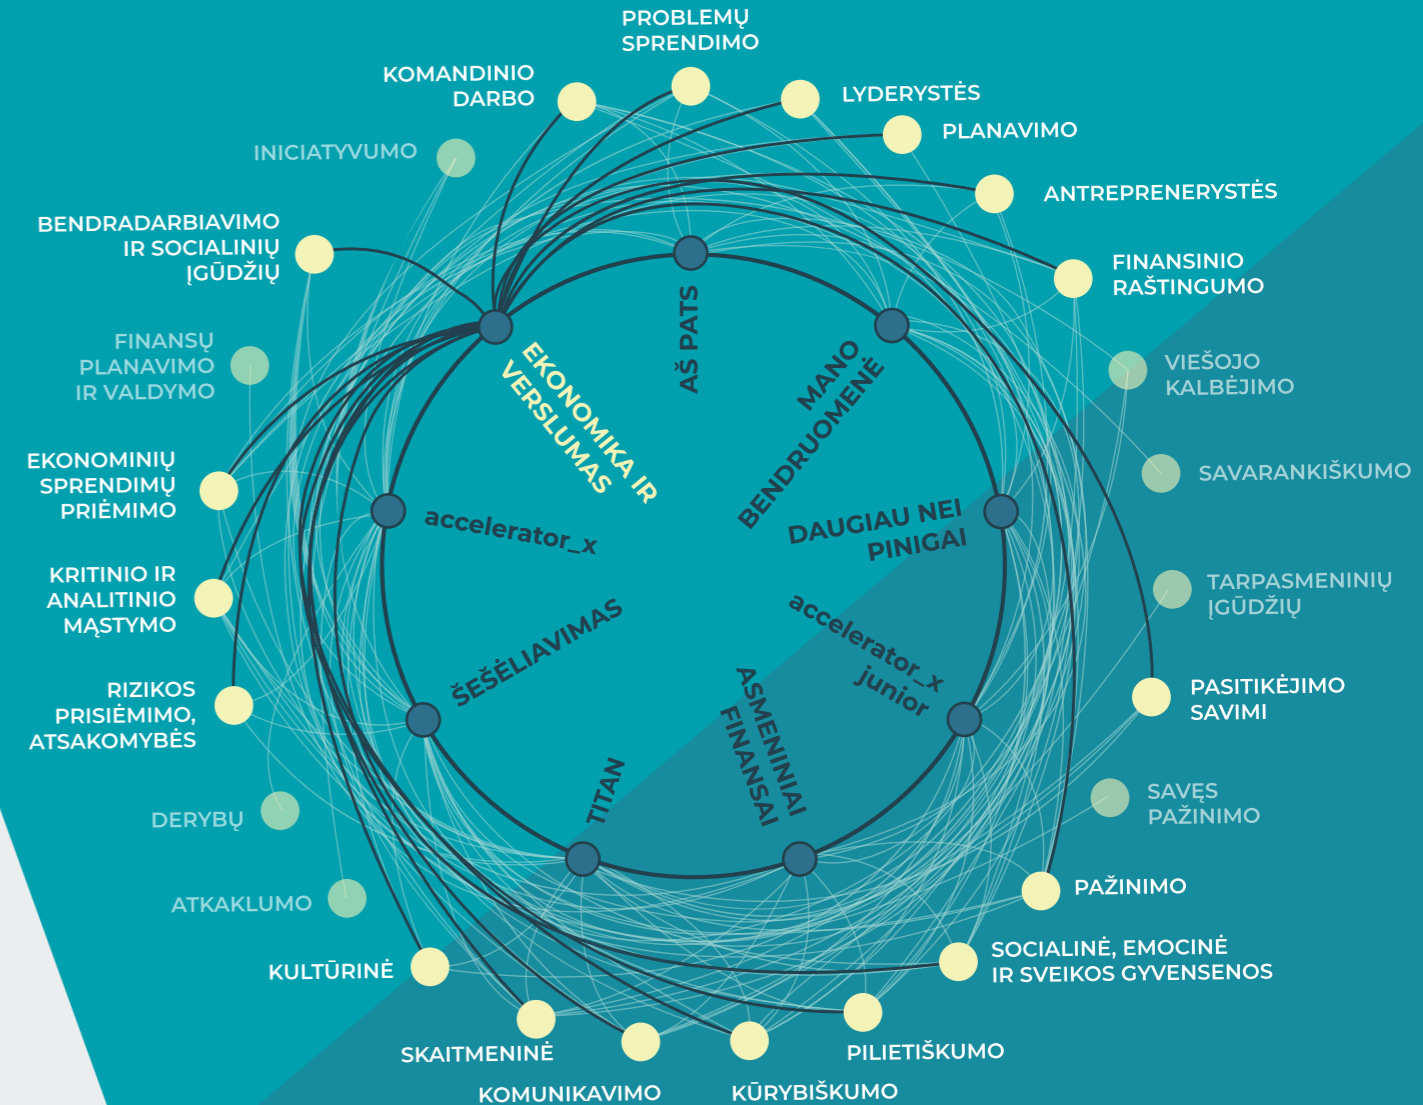 PROBLEMŲ
SPRENDIMO
KOMANDINIO
DARBO
LYDERYSTĖS
PLANAVIMO
INICIATYVUMO
ANTREPRENERYSTĖS
BENDRADARBIAVIMO
IR SOCIALINIŲ
ĮGŪDŽIŲ
FINANSINIO
RAŠTINGUMO
FINANSŲ
PLANAVIMO
IR VALDYMO
VIEŠOJO
KALBĖJIMO
EKONOMINIŲ
SPRENDIMŲ
PRIĖMIMO
SAVARANKIŠKUMO
KRITINIO IR
ANALITINIO
MĄSTYMO
TARPASMENINIŲ
ĮGŪDŽIŲ
RIZIKOS
PRISIĖMIMO,
ATSAKOMYBĖS
PASITIKĖJIMO
SAVIMI
DERYBŲ
SAVĘS
PAŽINIMO
ATKAKLUMO
PAŽINIMO
KULTŪRINĖ
SOCIALINĖ, EMOCINĖ
IR SVEIKOS GYVENSENOS
SKAITMENINĖ
PILIETIŠKUMO
KOMUNIKAVIMO
KŪRYBIŠKUMO
AŠ PATS
MANO
BENDRUOMENĖ
DAUGIAU NEI
PINIGAI
accelerator_x
junior
ASMENINIAI
FINANSAI
TITAN
ŠEŠĖLIAVIMAS
accelerator_x
EKONOMIKA IR
VERSLUMAS